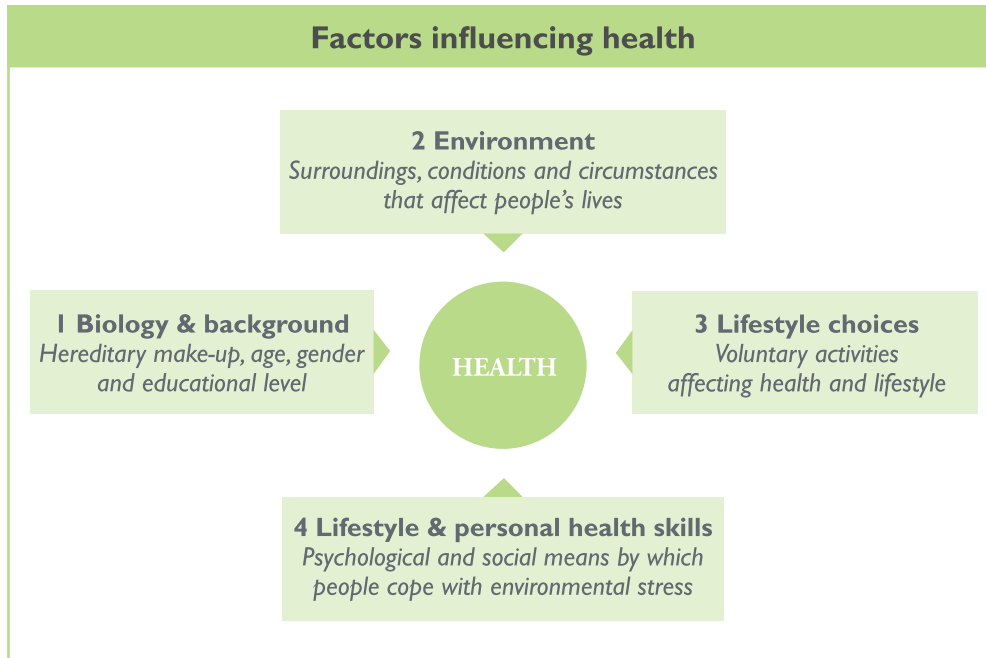 Factors influencing health
2 Environment
Surroundings, conditions and circumstances
that affect people’s lives
1 Biology & background
Hereditary make-up, age, gender
and educational level
HEALTH
3 Lifestyle choices
Voluntary activities
affecting health and lifestyle
4 Lifestyle & personal health skills
Psychological and social means by which
people cope with environmental stress